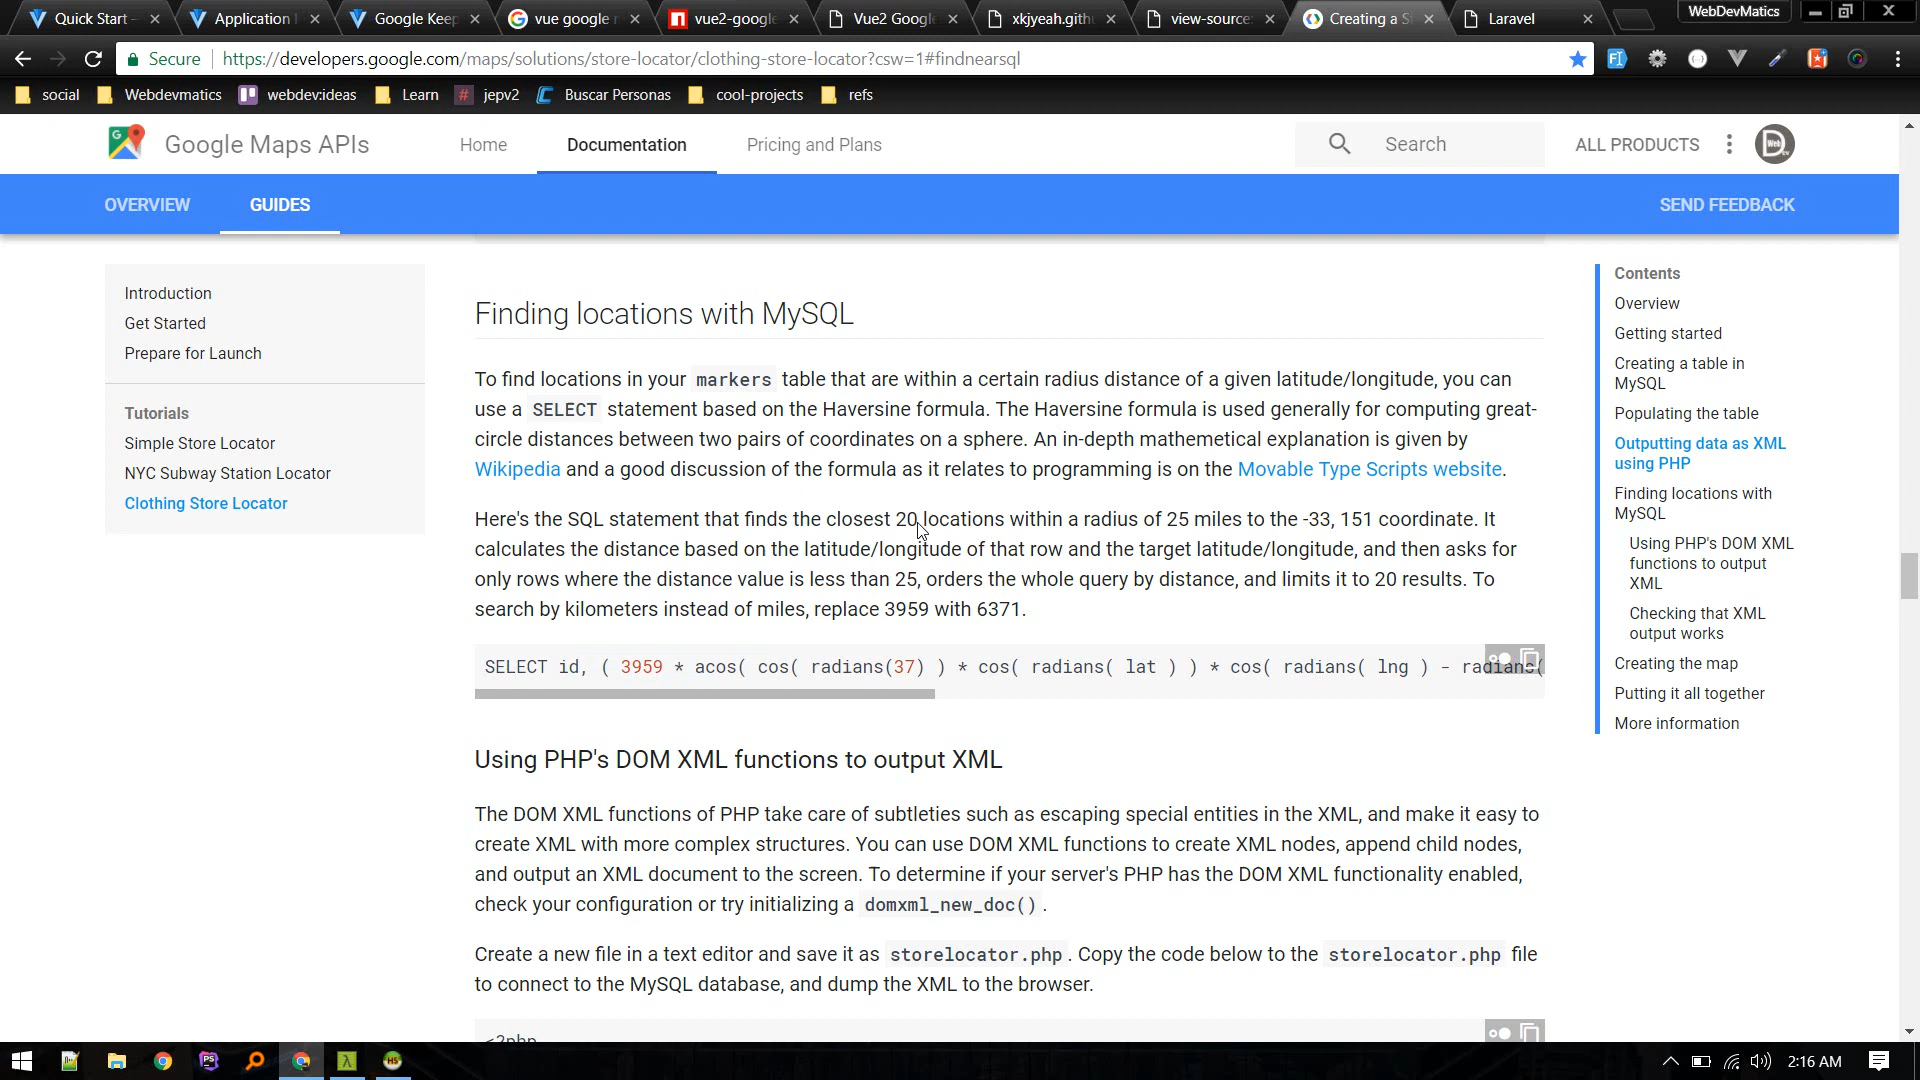 Quick Start -
Application
Google Keep
vue google
vue2-google
Vue2 Googl
xkjyeah.gith
view-source:
Creating a S
Laravel
WebDevMatics
Secure
https://developers.google.com/maps/solutions/store-locator/clothing-store-locator?csw=1#findnearsql
social
Webdevmatics
webdev:ideas
Learn
jepv2
Buscar Personas
cool-projects
refs
Google Maps APIs
Home
Documentation
Pricing and Plans
Search
ALL PRODUCTS
OVERVIEW
GUIDES
SEND FEEDBACK
Introduction
Get Started
Prepare for Launch
Tutorials
Simple Store Locator
NYC Subway Station Locator
Clothing Store Locator
Finding locations with MySQL
To find locations in your markers table that are within a certain radius distance of a given latitude/longitude, you can
use a SELECT statement based on the Haversine formula. The Haversine formula is used generally for computing great-
circle distances between two pairs of coordinates on a sphere. An in-depth mathemetical explanation is given by
Wikipedia and a good discussion of the formula as it relates to programming is on the Movable Type Scripts website.
Here's the SQL statement that finds the closest 20 locations within a radius of 25 miles to the -33, 151 coordinate. It
calculates the distance based on the latitude/longitude of that row and the target latitude/longitude, and then asks for
only rows where the distance value is less than 25, orders the whole query by distance, and limits it to 20 results. To
search by kilometers instead of miles, replace 3959 with 6371.
SELECT id, ( 3959 * acos( cos( radians(37) ) * cos( radians( lat ) ) * cos( radians( lng ) - radians(
Using PHP's DOM XML functions to output XML
The DOM XML functions of PHP take care of subtleties such as escaping special entities in the XML, and make it easy to
create XML with more complex structures. You can use DOM XML functions to create XML nodes, append child nodes,
and output an XML document to the screen. To determine if your server's PHP has the DOM XML functionality enabled,
check your configuration or try initializing a domxml_new_doc().
Create a new file in a text editor and save it as storelocator.php. Copy the code below to the storelocator.php file
to connect to the MySQL database, and dump the XML to the browser.
<?php
Contents
Overview
Getting started
Creating a table in
MySQL
Populating the table
Outputting data as XML
using PHP
Finding locations with
MySQL
Using PHP's DOM XML
functions to output
XML
Checking that XML
output works
Creating the map
Putting it all together
More information
2:16 AM